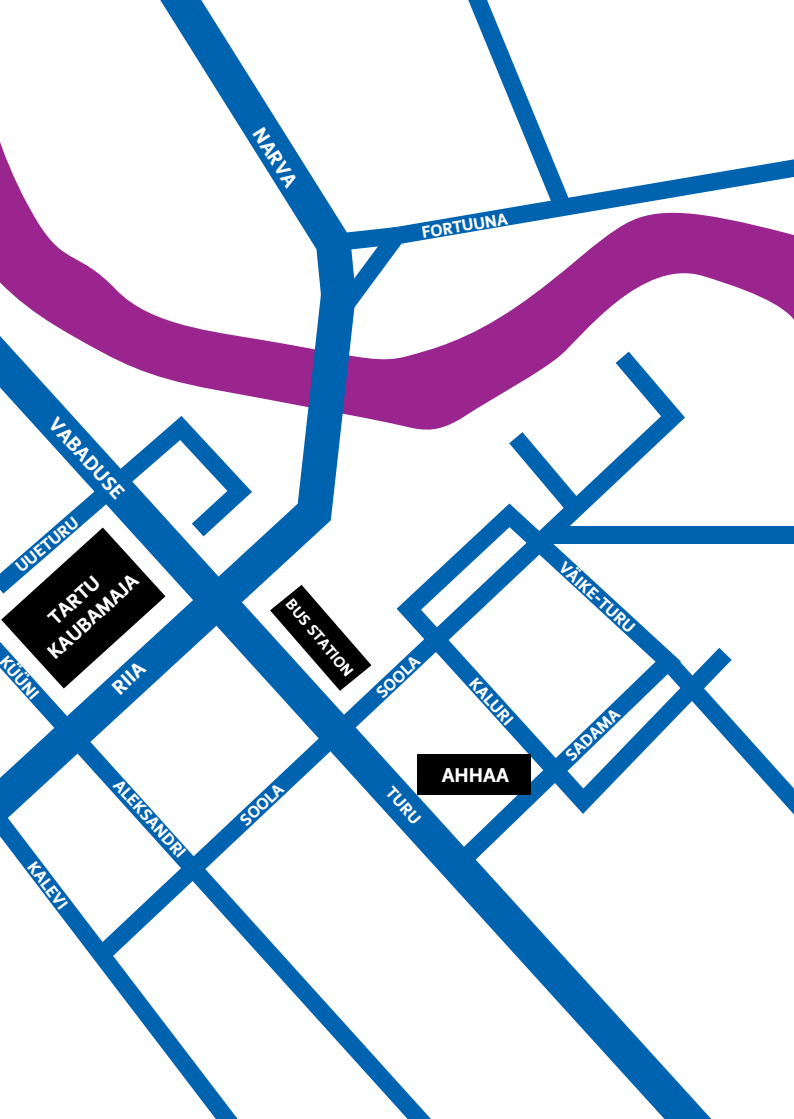 NARVA
FORTUUNA
VABADUSE
UUETURU
TARTU
KAUBAMAJA
BUS STATION
VÄIKE-TURU
KÜÜNI
RIIA
SOOLA
KALURI
SADAMA
AHHAA
ALEKSANDRI
SOOLA
TURU
KALEVI